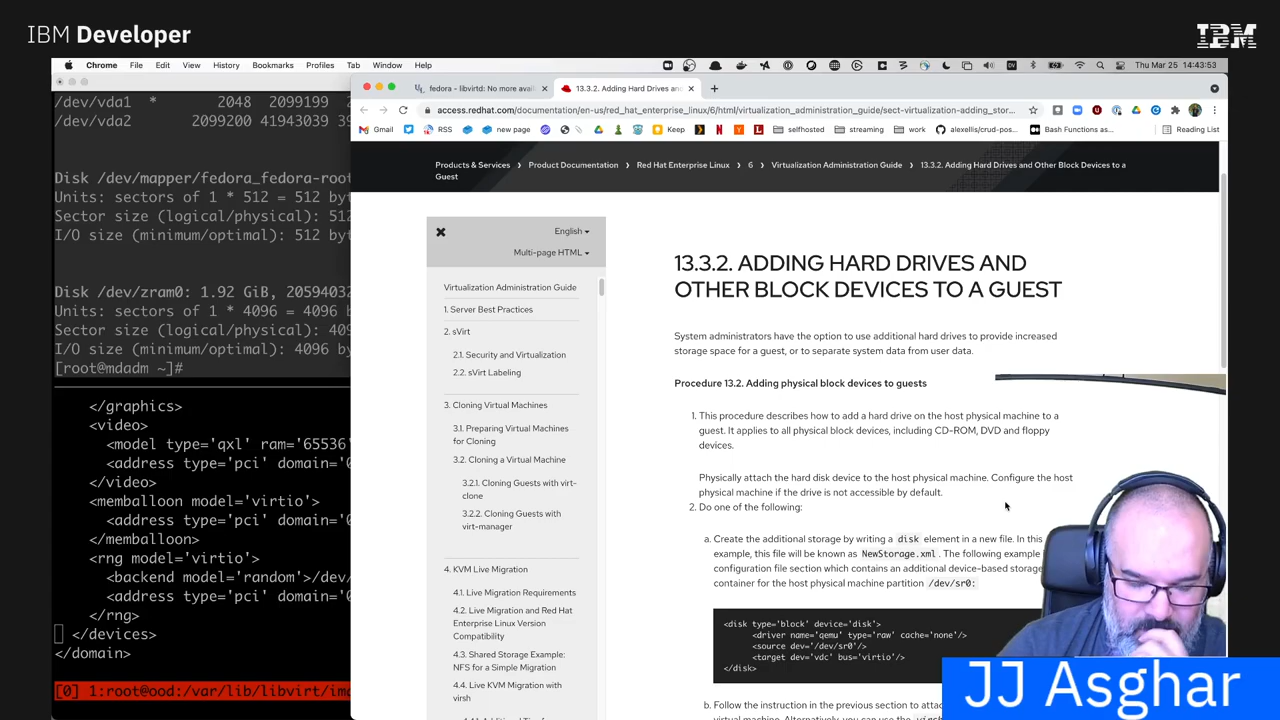 IBM Developer
IBM
Chrome File Edit View History Bookmarks Profiles Tab Window Help
Thu Mar 25 14:43:53
fedora - libvirtd: No more avai
13.3.2. Adding Hard Drives an
access.redhat.com/documentation/en-us/red_hat_enterprise_linux/6/html/virtualization_administration_guide/sect-virtualization-adding_stor...
Gmail RSS new page Keep selfhosted streaming work alexellis/crud-pos... Bash Functions as... Reading List
Products & Services > Product Documentation > Red Hat Enterprise Linux > 6 > Virtualization Administration Guide > 13.3.2. Adding Hard Drives and Other Block Devices to a
Guest
/dev/vda1 * 2048 2099199 2
/dev/vda2 2099200 41943039 39
Disk /dev/mapper/fedora_fedora-root
Units: sectors of 1 * 512 = 512 byt
Sector size (logical/physical): 512
I/O size (minimum/optimal): 512 byt
Disk /dev/zram0: 1.92 GiB, 20594032
Units: sectors of 1 * 4096 = 4096 b
Sector size (logical/physical): 409
I/O size (minimum/optimal): 4096 b
[root@mdadm ~]#
</graphics>
<video>
<model type='qxl' ram='65536'
<address type='pci' domain='0
</video>
<memballoon model='virtio'>
<address type='pci' domain='0
</memballoon>
<rng model='virtio'>
<backend model='random'>/dev/
<address type='pci' domain='0
</rng>
</devices>
</domain>
[0] 1:root@ood:/var/lib/libvirt/ima
English
Multi-page HTML
Virtualization Administration Guide
1. Server Best Practices
2. sVirt
2.1. Security and Virtualization
2.2. sVirt Labeling
3. Cloning Virtual Machines
3.1. Preparing Virtual Machines
for Cloning
3.2. Cloning a Virtual Machine
3.2.1. Cloning Guests with virt-
clone
3.2.2. Cloning Guests with
virt-manager
4. KVM Live Migration
4.1. Live Migration Requirements
4.2. Live Migration and Red Hat
Enterprise Linux Version
Compatibility
4.3. Shared Storage Example:
NFS for a Simple Migration
4.4. Live KVM Migration with
virsh
13.3.2. ADDING HARD DRIVES AND
OTHER BLOCK DEVICES TO A GUEST
System administrators have the option to use additional hard drives to provide increased
storage space for a guest, or to separate system data from user data.
Procedure 13.2. Adding physical block devices to guests
1. This procedure describes how to add a hard drive on the host physical machine to a
guest. It applies to all physical block devices, including CD-ROM, DVD and floppy
devices.
Physically attach the hard disk device to the host physical machine. Configure the host
physical machine if the drive is not accessible by default.
2. Do one of the following:
a. Create the additional storage by writing a disk element in a new file. In this
example, this file will be known as NewStorage.xml . The following example
configuration file section which contains an additional device-based storage
container for the host physical machine partition /dev/sr0:
<disk type='block' device='disk'>
<driver name='qemu' type='raw' cache='none'/>
<source dev='/dev/sr0'/>
<target dev='vdc' bus='virtio'/>
</disk>
b. Follow the instruction in the previous section to attac
JJ Asghar